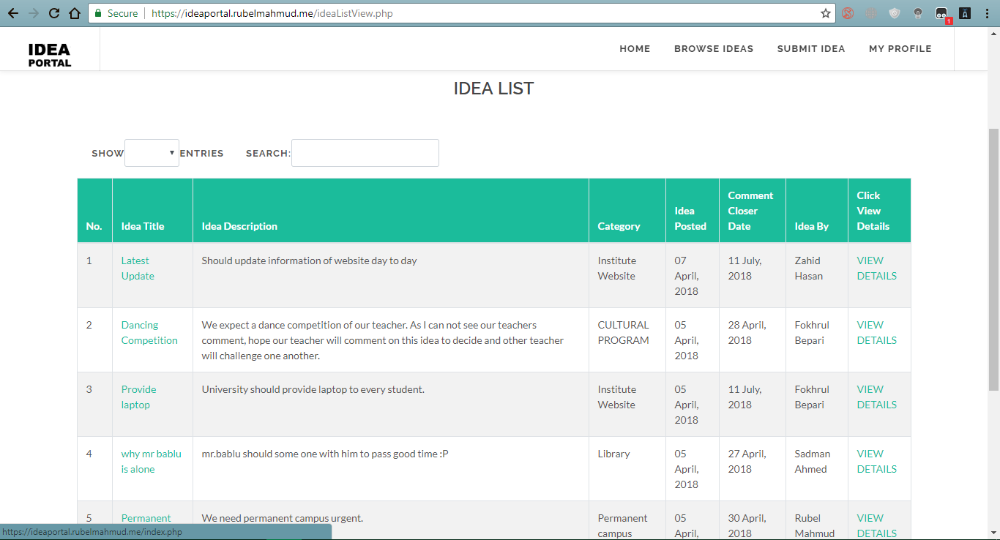 Secure https://ideaportal.rubelmahmud.me/ideaListView.php
1
IDEA
PORTAL
HOME BROWSE IDEAS SUBMIT IDEA MY PROFILE
IDEA LIST
SHOW ENTRIES SEARCH:
No. Idea Title Idea Description Category Idea Posted Comment Closer Date Idea By Click View Details
1 Latest Update Should update information of website day to day Institute Website 07 April, 2018 11 July, 2018 Zahid Hasan VIEW DETAILS
2 Dancing Competition We expect a dance competition of our teacher. As I can not see our teachers
comment, hope our teacher will comment on this idea to decide and other teacher
will challenge one another. CULTURAL PROGRAM 05 April, 2018 28 April, 2018 Fokhrul Bepari VIEW DETAILS
3 Provide laptop University should provide laptop to every student. Institute Website 05 April, 2018 11 July, 2018 Fokhrul Bepari VIEW DETAILS
4 why mr bablu is alone mr.bablu should some one with him to pass good time :P Library 05 April, 2018 27 April, 2018 Sadman Ahmed VIEW DETAILS
5 Permanent We need permanent campus urgent. Permanent campus 05 April, 30 April, 2018 Rubel Mahmud VIEW DETAILS
https://ideaportal.rubelmahmud.me/index.php